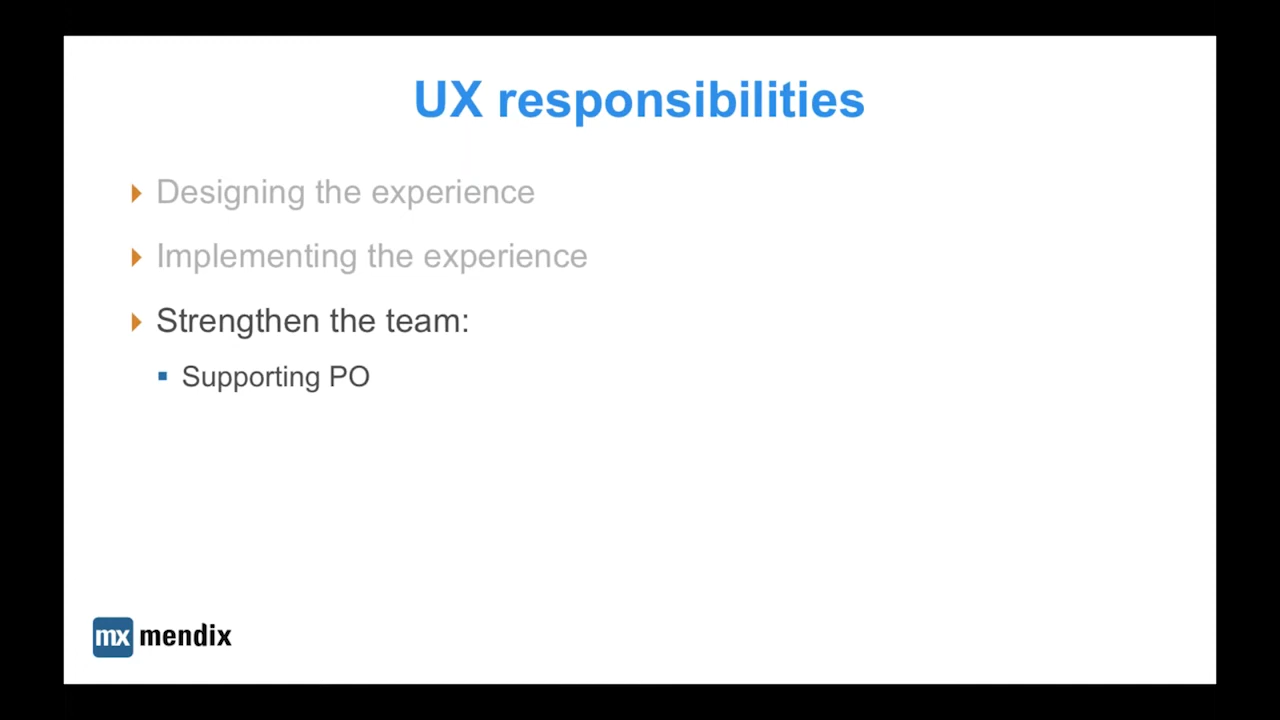 UX responsibilities
Designing the experience
Implementing the experience
Strengthen the team:
Supporting PO
mx mendix